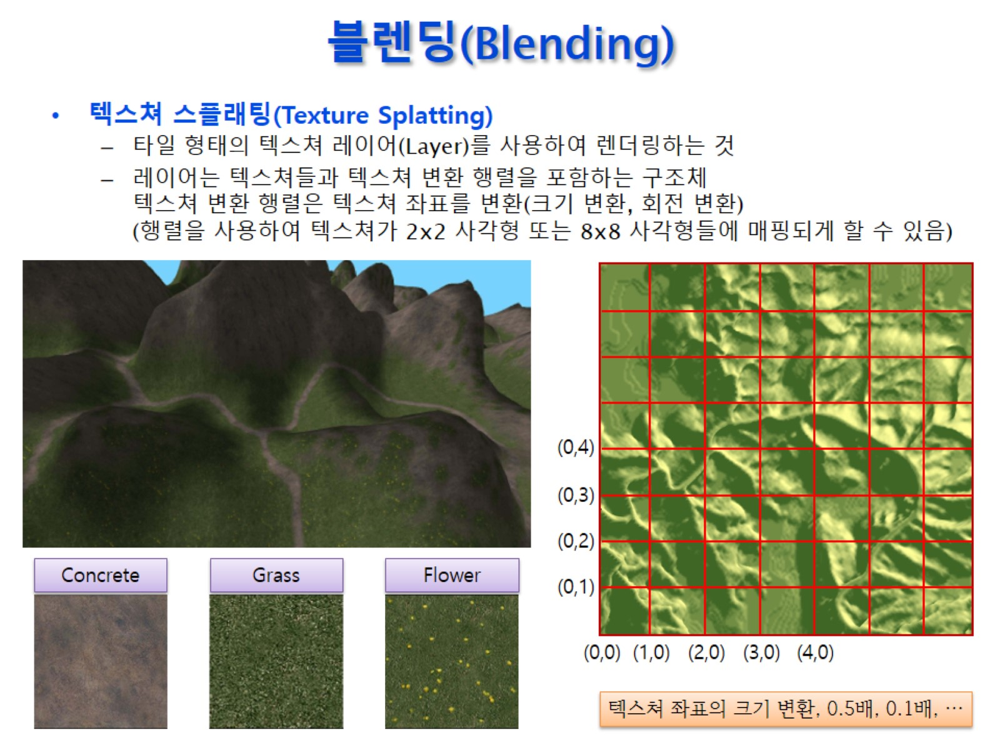 블렌딩(Blending)
• 텍스쳐 스플래팅(Texture Splatting)
– 타일 형태의 텍스쳐 레이어(Layer)를 사용하여 렌더링하는 것
– 레이어는 텍스쳐들과 텍스쳐 변환 행렬을 포함하는 구조체
텍스쳐 변환 행렬은 텍스쳐 좌표를 변환(크기 변환, 회전 변환)
(행렬을 사용하여 텍스쳐가 2x2 사각형 또는 8x8 사각형들에 매핑되게 할 수 있음)
Concrete
Grass
Flower
(0,4)
(0,3)
(0,2)
(0,1)
(0,0) (1,0) (2,0) (3,0) (4,0)
텍스쳐 좌표의 크기 변환, 0.5배, 0.1배, …